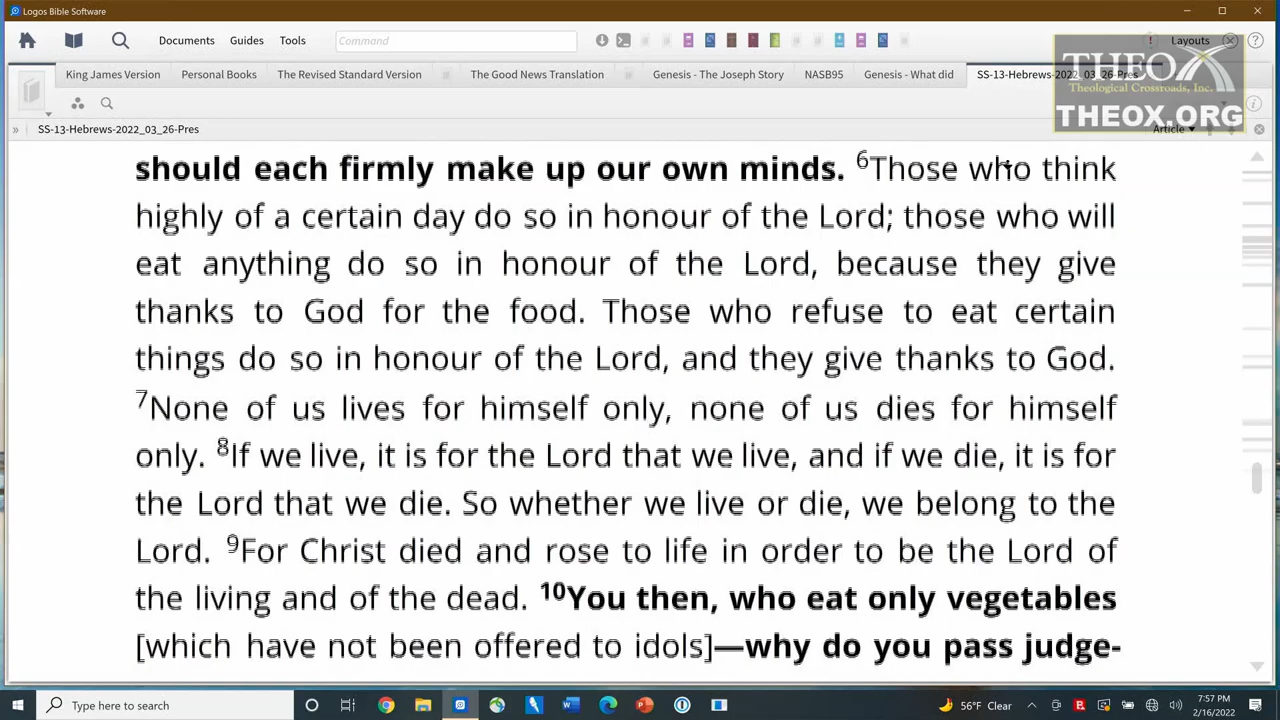 Logos Bible Software
Documents Guides Tools Command Layouts
King James Version Personal Books The Revised Standard Version The Good News Translation Genesis - The Joseph Story NASB95 Genesis - What did SS-13-Hebrews-2022_03_26-Pres
THEOX
Theological Crossroads, Inc.
THEOX.ORG
SS-13-Hebrews-2022_03_26-Pres Article
should each firmly make up our own minds. 6Those who think
highly of a certain day do so in honour of the Lord; those who will
eat anything do so in honour of the Lord, because they give
thanks to God for the food. Those who refuse to eat certain
things do so in honour of the Lord, and they give thanks to God.
7None of us lives for himself only, none of us dies for himself
only. 8If we live, it is for the Lord that we live, and if we die, it is for
the Lord that we die. So whether we live or die, we belong to the
Lord. 9For Christ died and rose to life in order to be the Lord of
the living and of the dead. 10You then, who eat only vegetables
[which have not been offered to idols]—why do you pass judge-
Type here to search 56°F Clear 7:57 PM
2/16/2022